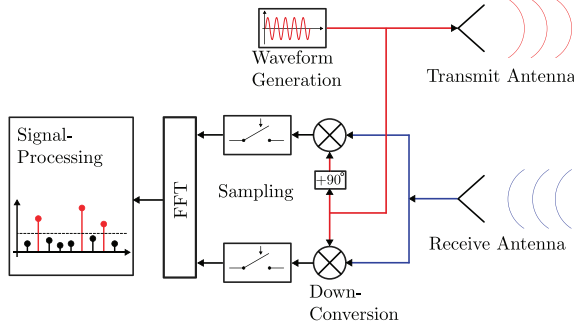 Waveform
Generation
Transmit Antenna
Signal-
Processing
+90°
FFT
Sampling
Receive Antenna
Down-
Conversion